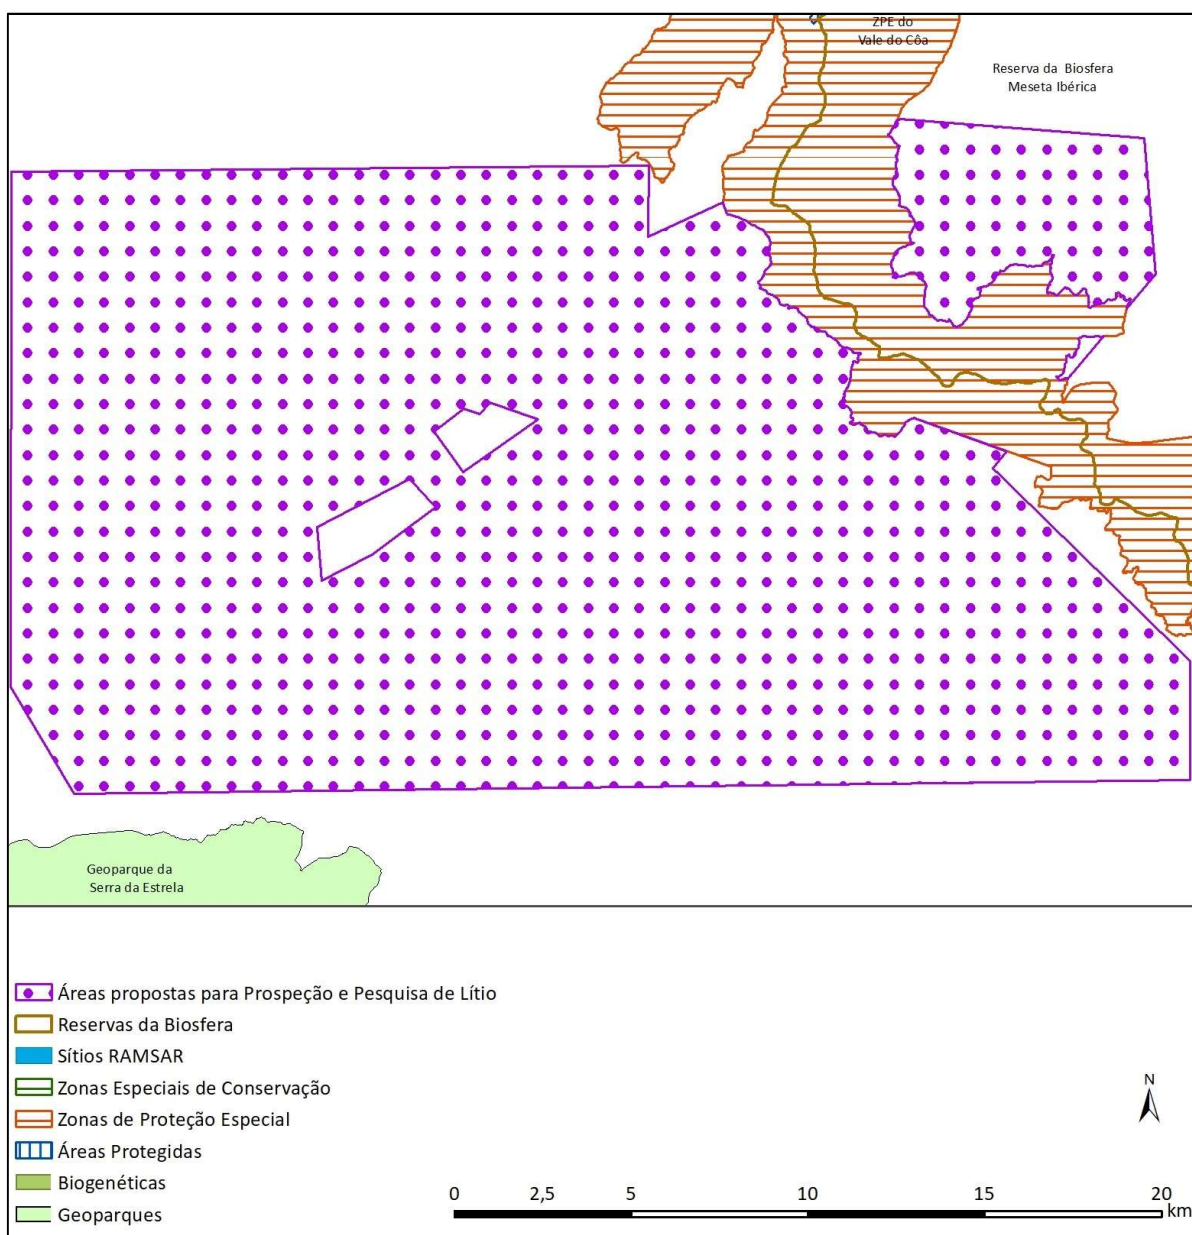 ZPE do
Vale do Côa
Reserva da Biosfera
Meseta Ibérica
Geoparque da
Serra da Estrela
Áreas propostas para Prospeção e Pesquisa de Lítio
Reservas da Biosfera
Sítios RAMSAR
Zonas Especiais de Conservação
Zonas de Proteção Especial
Áreas Protegidas
Biogenéticas
Geoparques
N
0 2,5 5 10 15 20
km